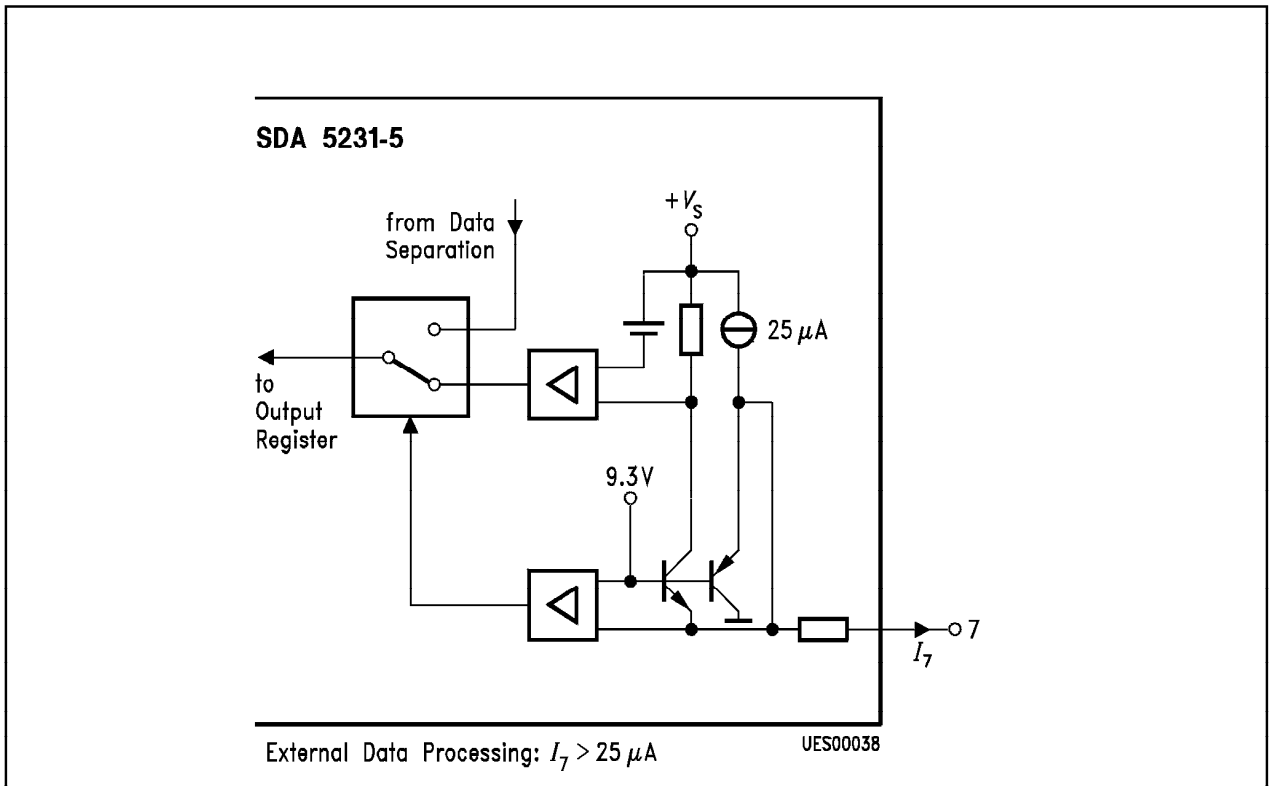 SDA 5231-5
from Data
Separation
+V_S
25 μA
to
Output
Register
9.3V
I_7
7
External Data Processing: I_7 > 25 μA
UES00038